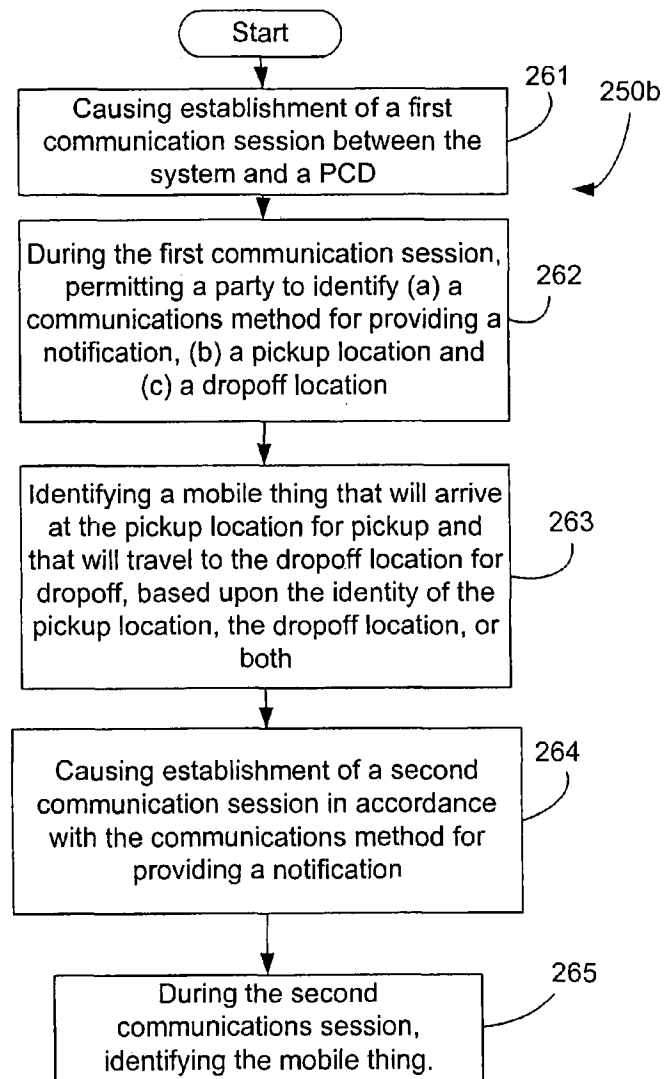 Start
261
250b
Causing establishment of a first
communication session between the
system and a PCD
During the first communication session,
permitting a party to identify (a) a
communications method for providing a
notification, (b) a pickup location and
(c) a dropoff location
262
Identifying a mobile thing that will arrive
at the pickup location for pickup and
that will travel to the dropoff location for
dropoff, based upon the identity of the
pickup location, the dropoff location, or
both
263
Causing establishment of a second
communication session in accordance
with the communications method for
providing a notification
264
During the second
communications session,
identifying the mobile thing.
265